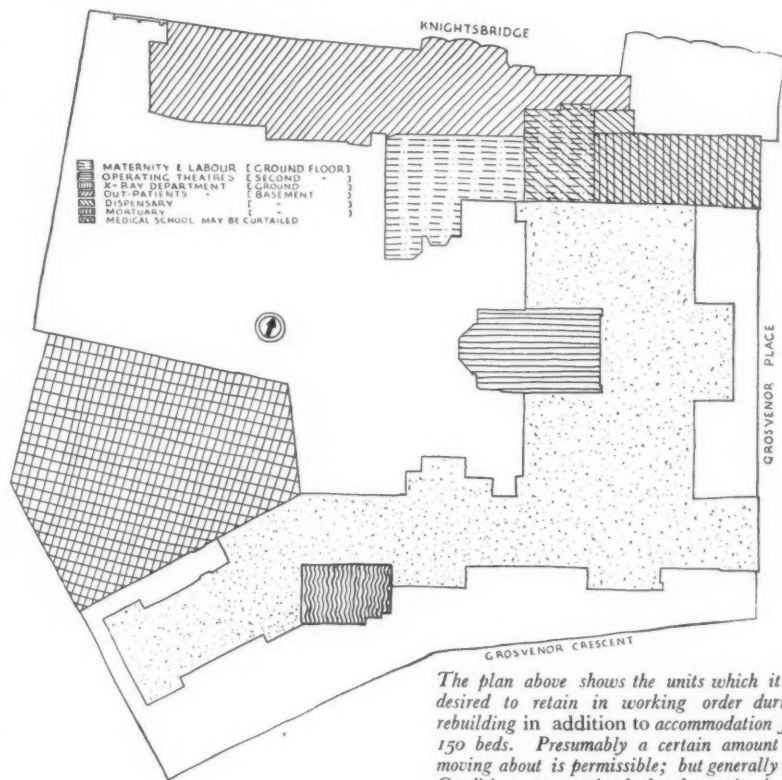 KNIGHTSBRIDGE
MATERNITY & LABOUR [GROUND FLOOR]
OPERATING THEATRES [SECOND " ]
X-RAY DEPARTMENT [GROUND " ]
OUT-PATIENTS " [BASEMENT ]
DISPENSARY [ " ]
MORTUARY [ " ]
MEDICAL SCHOOL MAY BE CURTAILED
GROSVENOR PLACE
GROSVENOR CRESCENT
The plan above shows the units which it
desired to retain in working order duri
rebuilding in addition to accommodation f
150 beds. Presumably a certain amount
moving about is permissible; but generally